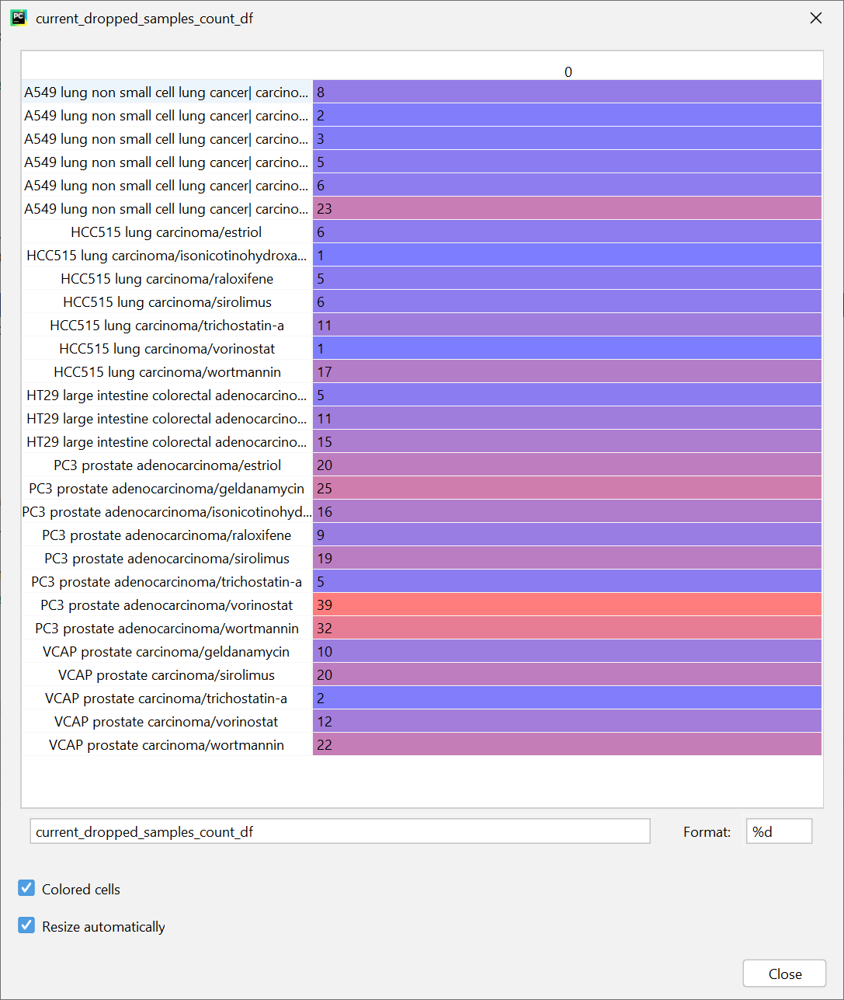 PC
current_dropped_samples_count_df
0
A549 lung non small cell lung cancer| carcino... 8
A549 lung non small cell lung cancer| carcino... 2
A549 lung non small cell lung cancer| carcino... 3
A549 lung non small cell lung cancer| carcino... 5
A549 lung non small cell lung cancer| carcino... 6
A549 lung non small cell lung cancer| carcino... 23
HCC515 lung carcinoma/estriol 6
HCC515 lung carcinoma/isonicotinohydroxa... 1
HCC515 lung carcinoma/raloxifene 5
HCC515 lung carcinoma/sirolimus 6
HCC515 lung carcinoma/trichostatin-a 11
HCC515 lung carcinoma/vorinostat 1
HCC515 lung carcinoma/wortmannin 17
HT29 large intestine colorectal adenocarcino... 5
HT29 large intestine colorectal adenocarcino... 11
HT29 large intestine colorectal adenocarcino... 15
PC3 prostate adenocarcinoma/estriol 20
PC3 prostate adenocarcinoma/geldanamycin 25
PC3 prostate adenocarcinoma/isonicotinohyd... 16
PC3 prostate adenocarcinoma/raloxifene 9
PC3 prostate adenocarcinoma/sirolimus 19
PC3 prostate adenocarcinoma/trichostatin-a 5
PC3 prostate adenocarcinoma/vorinostat 39
PC3 prostate adenocarcinoma/wortmannin 32
VCAP prostate carcinoma/geldanamycin 10
VCAP prostate carcinoma/sirolimus 20
VCAP prostate carcinoma/trichostatin-a 2
VCAP prostate carcinoma/vorinostat 12
VCAP prostate carcinoma/wortmannin 22
current_dropped_samples_count_df Format: %d
Colored cells
Resize automatically
Close